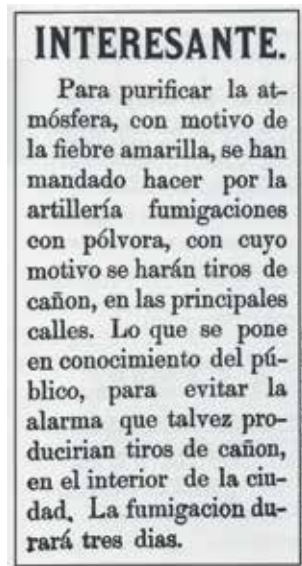 INTERESANTE.
Para purificar la at-
mósfera, con motivo de
la fiebre amarilla, se han
mandado hacer por la
artillería fumigaciones
con pólvora, con cuyo
motivo se harán tiros de
cañon, en las principales
calles. Lo que se pone
en conocimiento del pú-
blico, para evitar la
alarma que talvez pro-
ducirian tiros de cañon,
en el interior de la ciu-
dad. La fumigacion du-
rará tres dias.